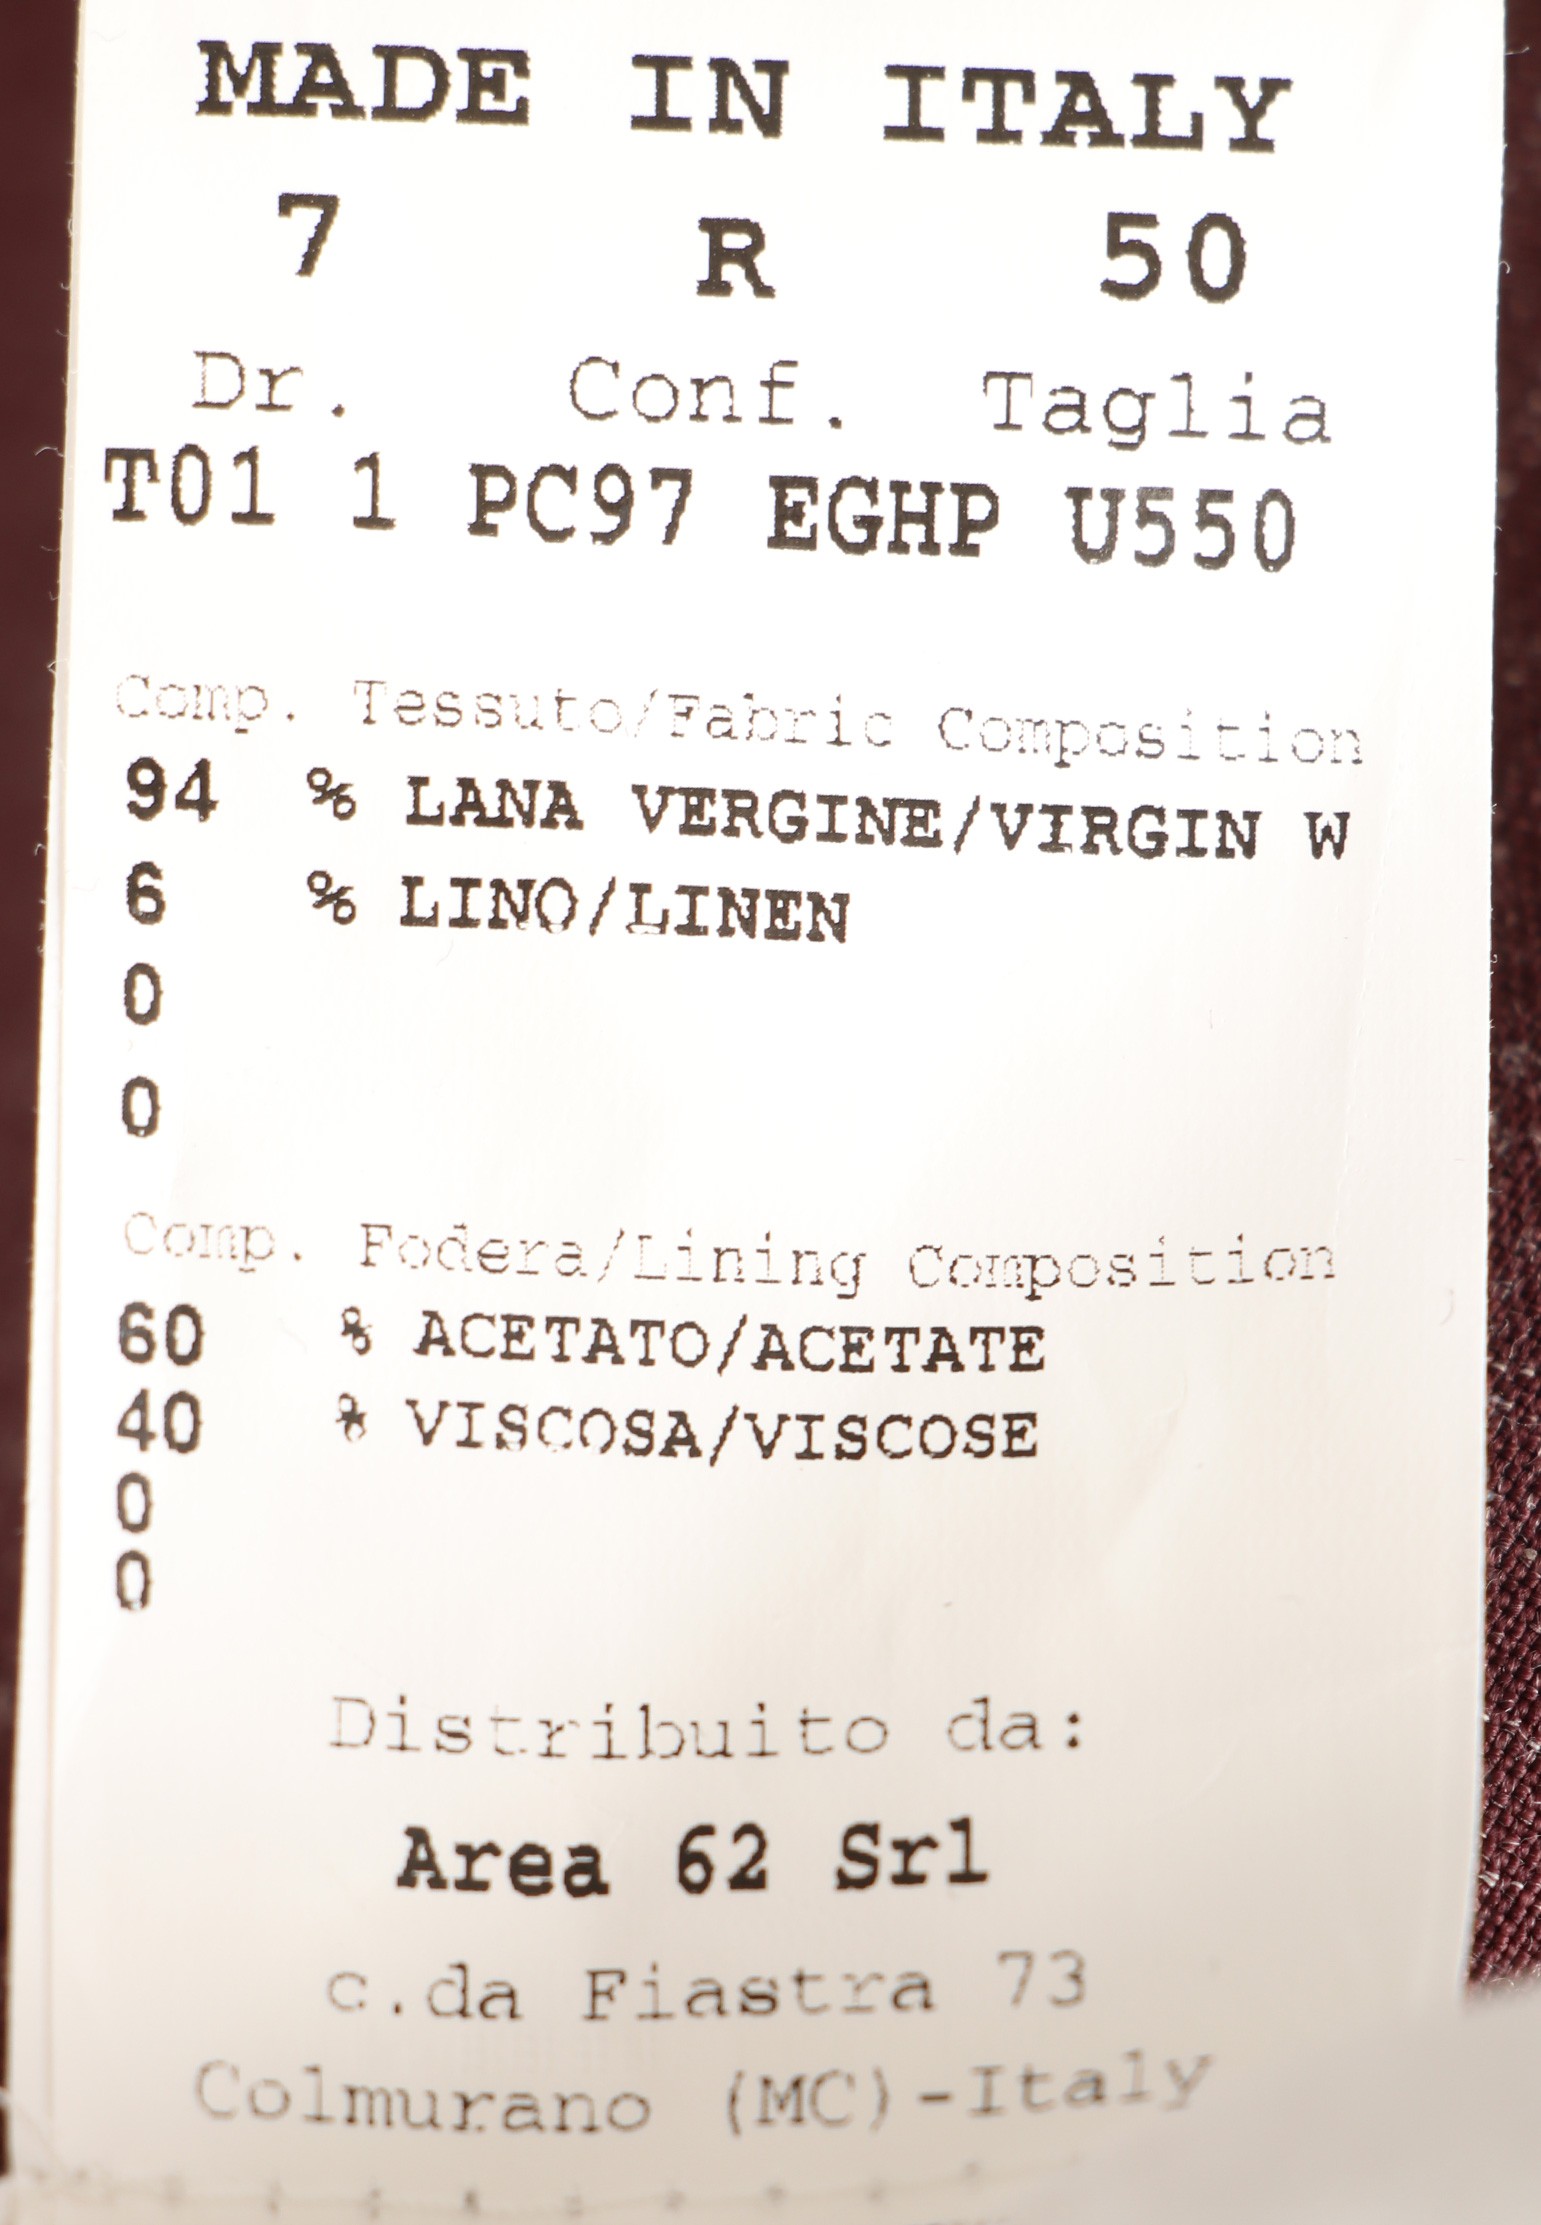 MADE IN ITALY
7 R 50
Dr. Conf. Taglia
T01 1 PC97 EGHP U550
Comp. Tessuto/Fabric Composition
94 % LANA VERGINE/VIRGIN W
6 % LINO/LINEN
0
0
Comp. Fodera/Lining Composition
60 % ACETATO/ACETATE
40 % VISCOSA/VISCOSE
0
0
Distribuito da:
Area 62 Srl
c.da Fiastra 73
Colmurano (MC)-Italy